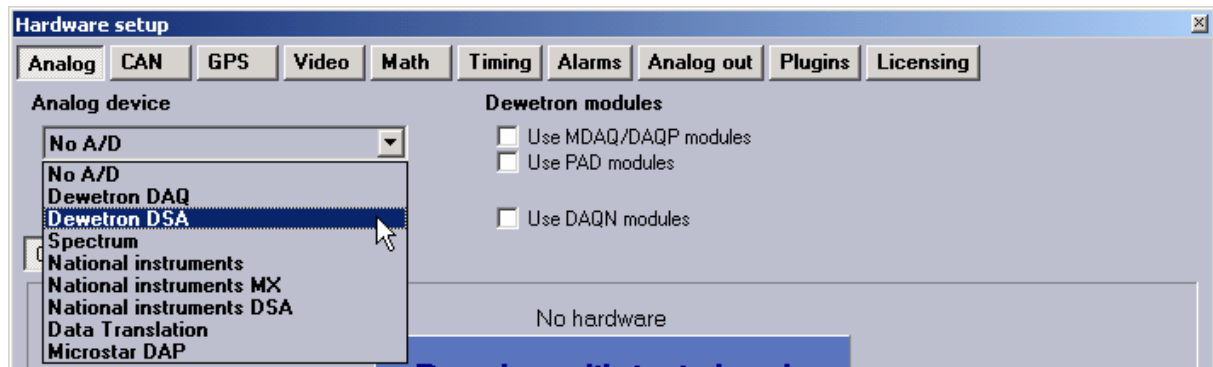 Hardware setup
Analog CAN GPS Video Math Timing Alarms Analog out Plugins Licensing
Analog device
No A/D
No A/D
Dewetron DAQ
Dewetron DSA
Spectrum
National instruments
National instruments MX
National instruments DSA
Data Translation
Microstar DAP
Dewetron modules
Use MDAQ/DAQP modules
Use PAD modules
Use DAQN modules
No hardware